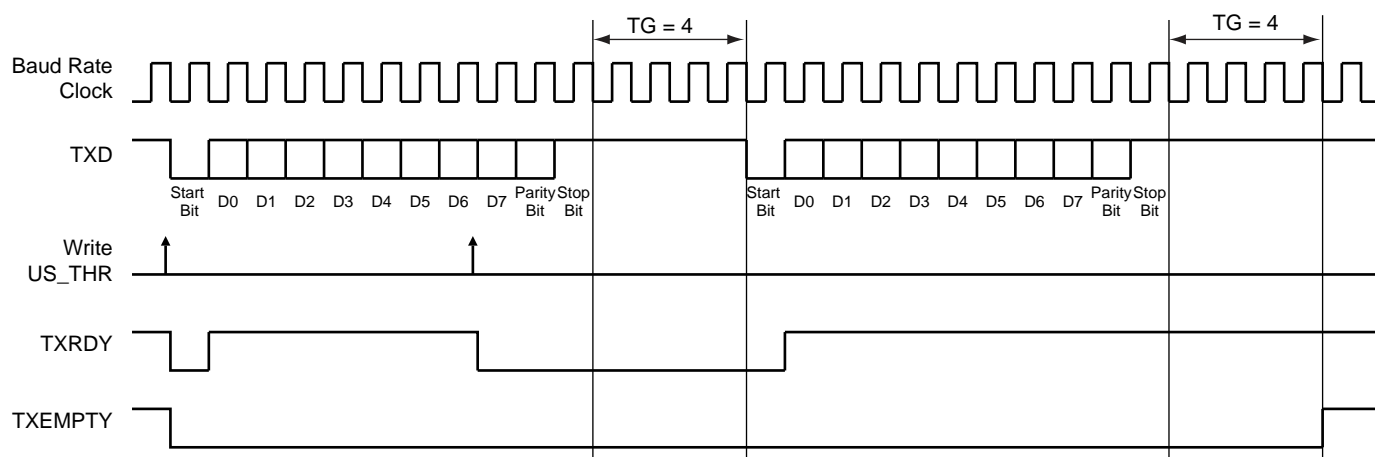 TG = 4
TG = 4
Baud Rate
Clock
TXD
Start
Bit
D0
D1
D2
D3
D4
D5
D6
D7
Parity
Bit
Stop
Bit
Start
Bit
D0
D1
D2
D3
D4
D5
D6
D7
Parity
Bit
Stop
Bit
Write
US_THR
TXRDY
TXEMPTY